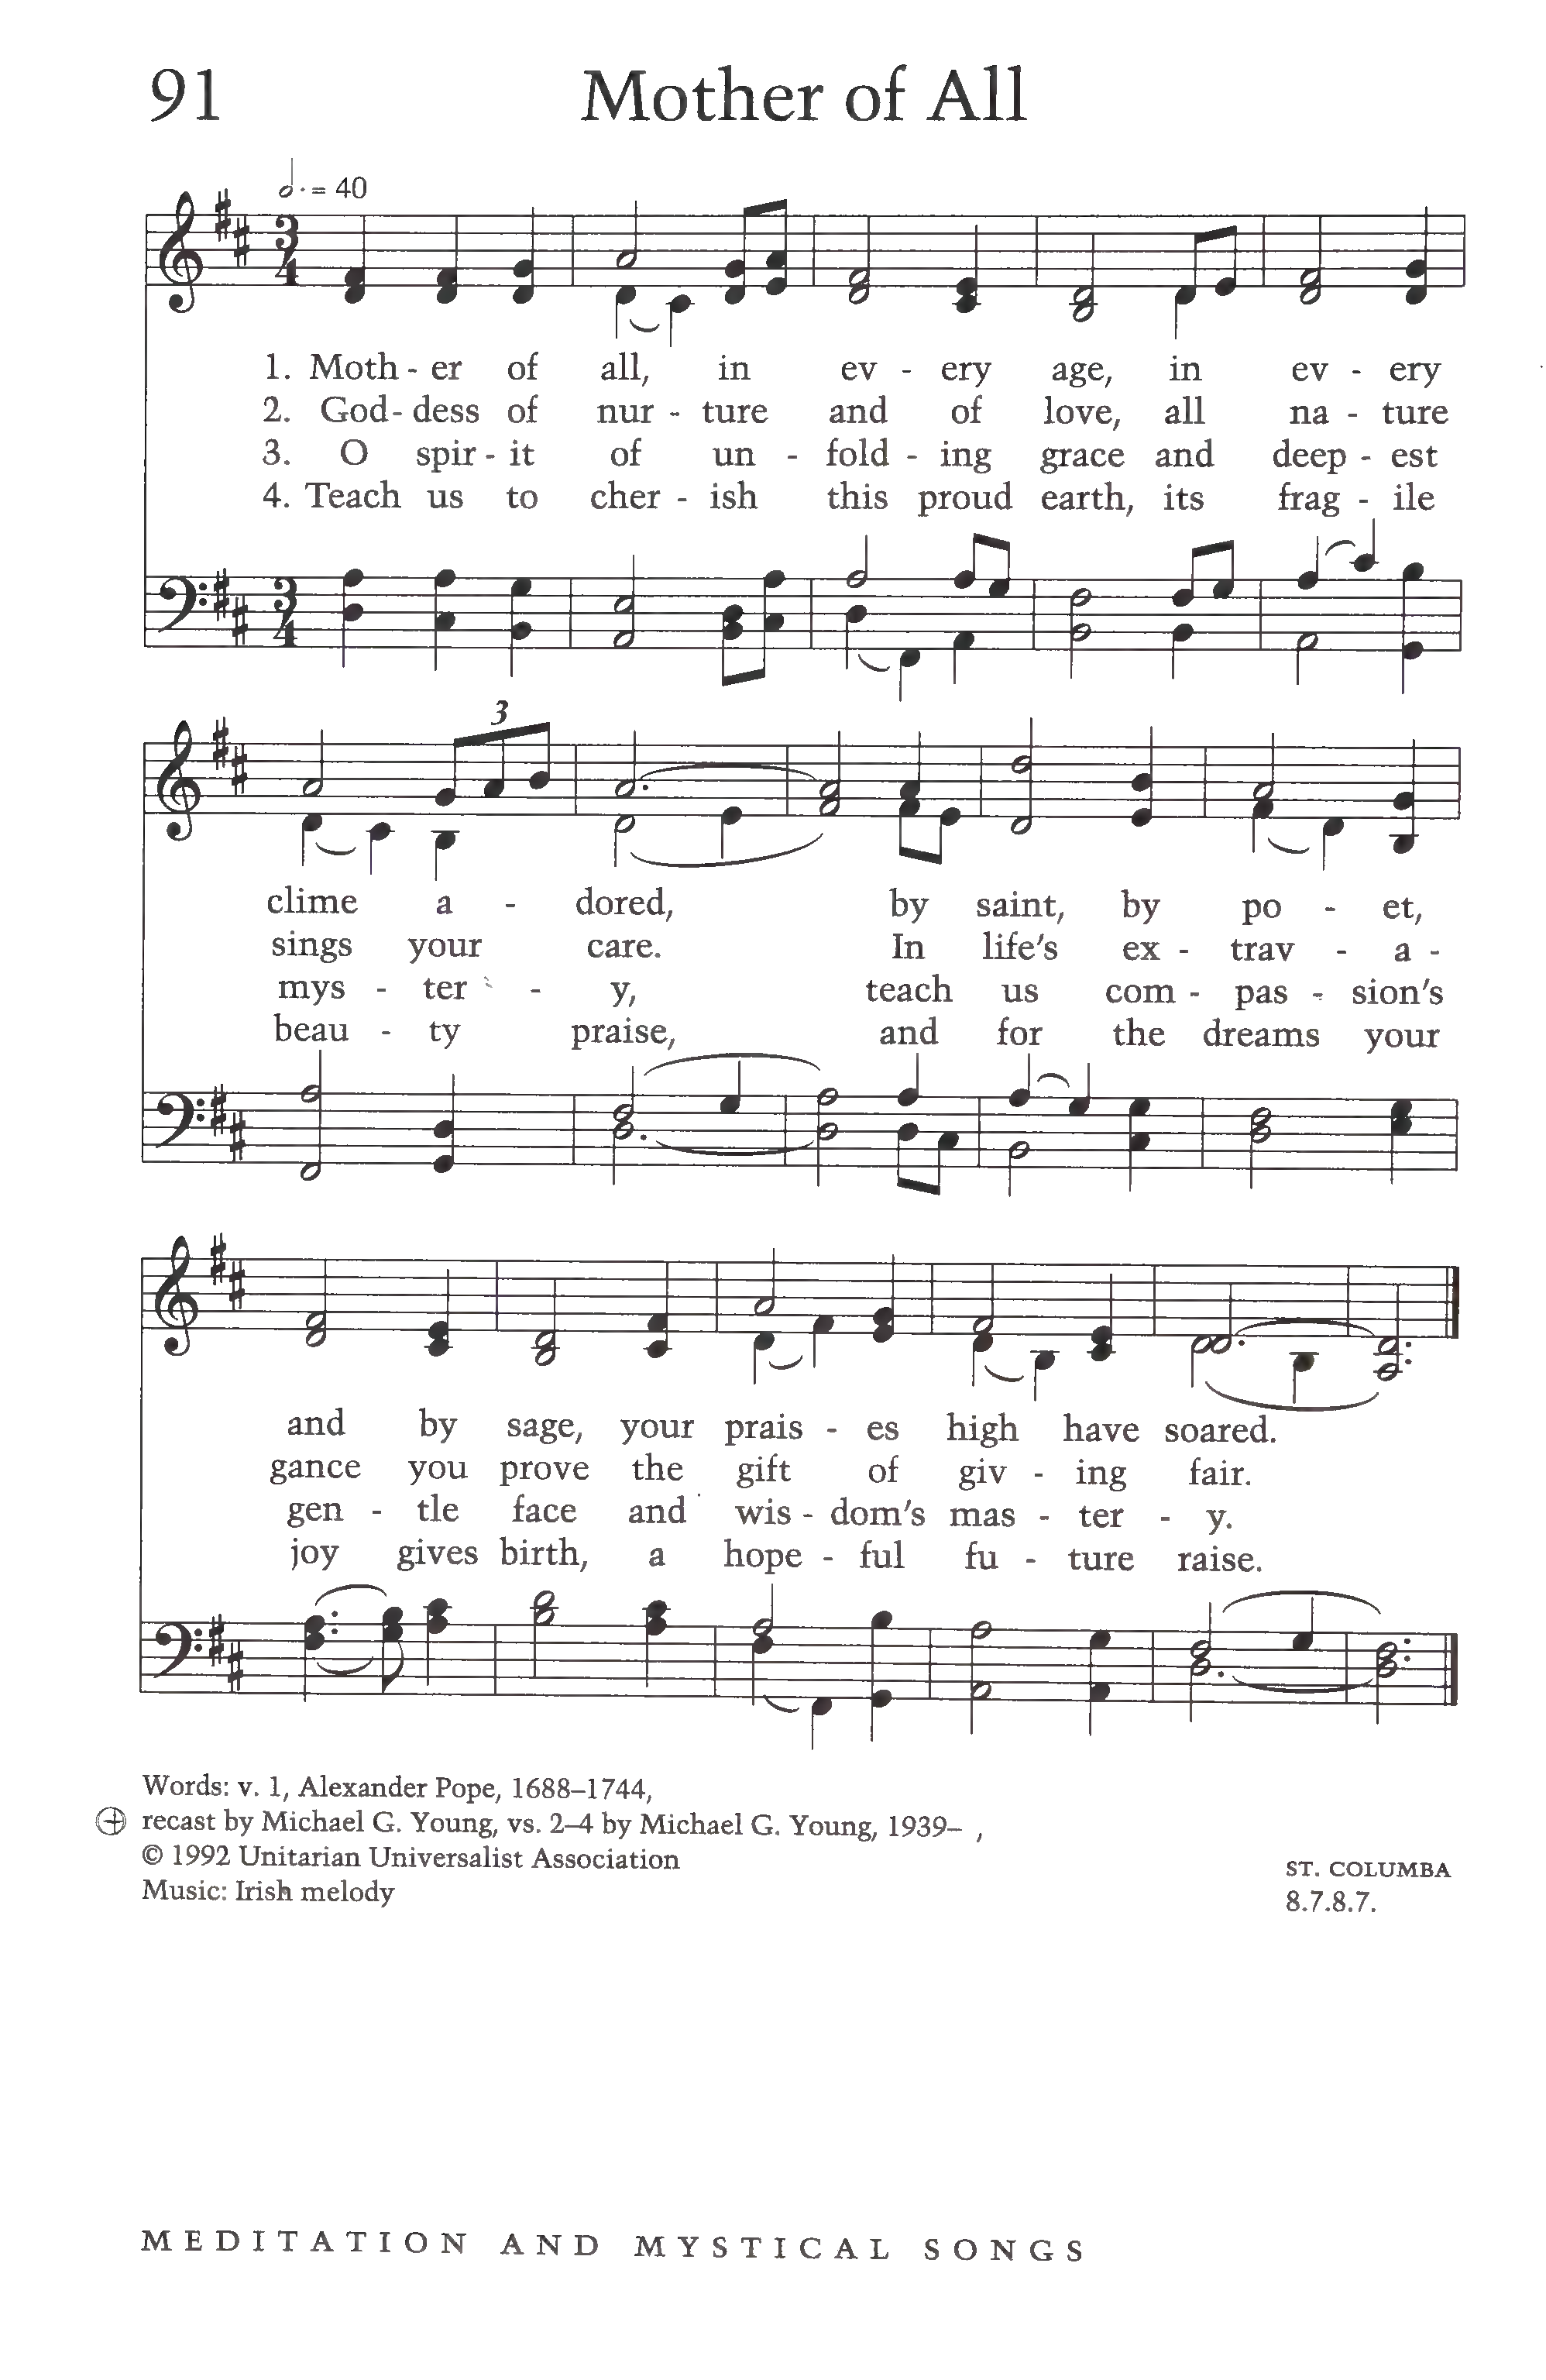 91 Mother of All
𝅗𝅥. = 40
3
4
1. Moth - er of all, in ev - ery age, in ev - ery
2. God - dess of nur - ture and of love, all na - ture
3. O spir - it of un - fold - ing grace and deep - est
4. Teach us to cher - ish this proud earth, its frag - ile
3
4
3
clime a - dored, by saint, by po - et,
sings your care. In life's ex - trav - a -
mys - ter - y, teach us com - pas - sion's
beau - ty praise, and for the dreams your
and by sage, your prais - es high have soared.
gance you prove the gift of giv - ing fair.
gen - tle face and wis - dom's mas - ter - y.
joy gives birth, a hope - ful fu - ture raise.
Words: v. 1, Alexander Pope, 1688–1744,
recast by Michael G. Young, vs. 2–4 by Michael G. Young, 1939– ,
© 1992 Unitarian Universalist Association
Music: Irish melody
ST. COLUMBA
8.7.8.7.
MEDITATION AND MYSTICAL SONGS